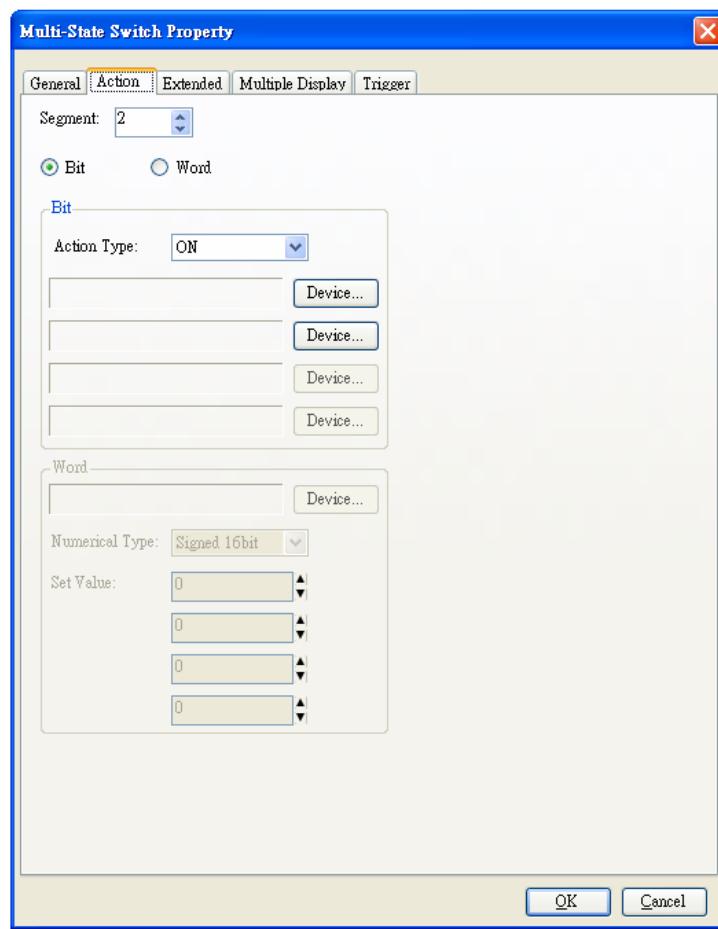 Multi-State Switch Property
General Action Extended Multiple Display Trigger
Segment: 2
Bit Word
Bit
Action Type: ON
Device...
Device...
Device...
Device...
Word
Device...
Numerical Type: Signed 16bit
Set Value: 0
0
0
0
OK Cancel